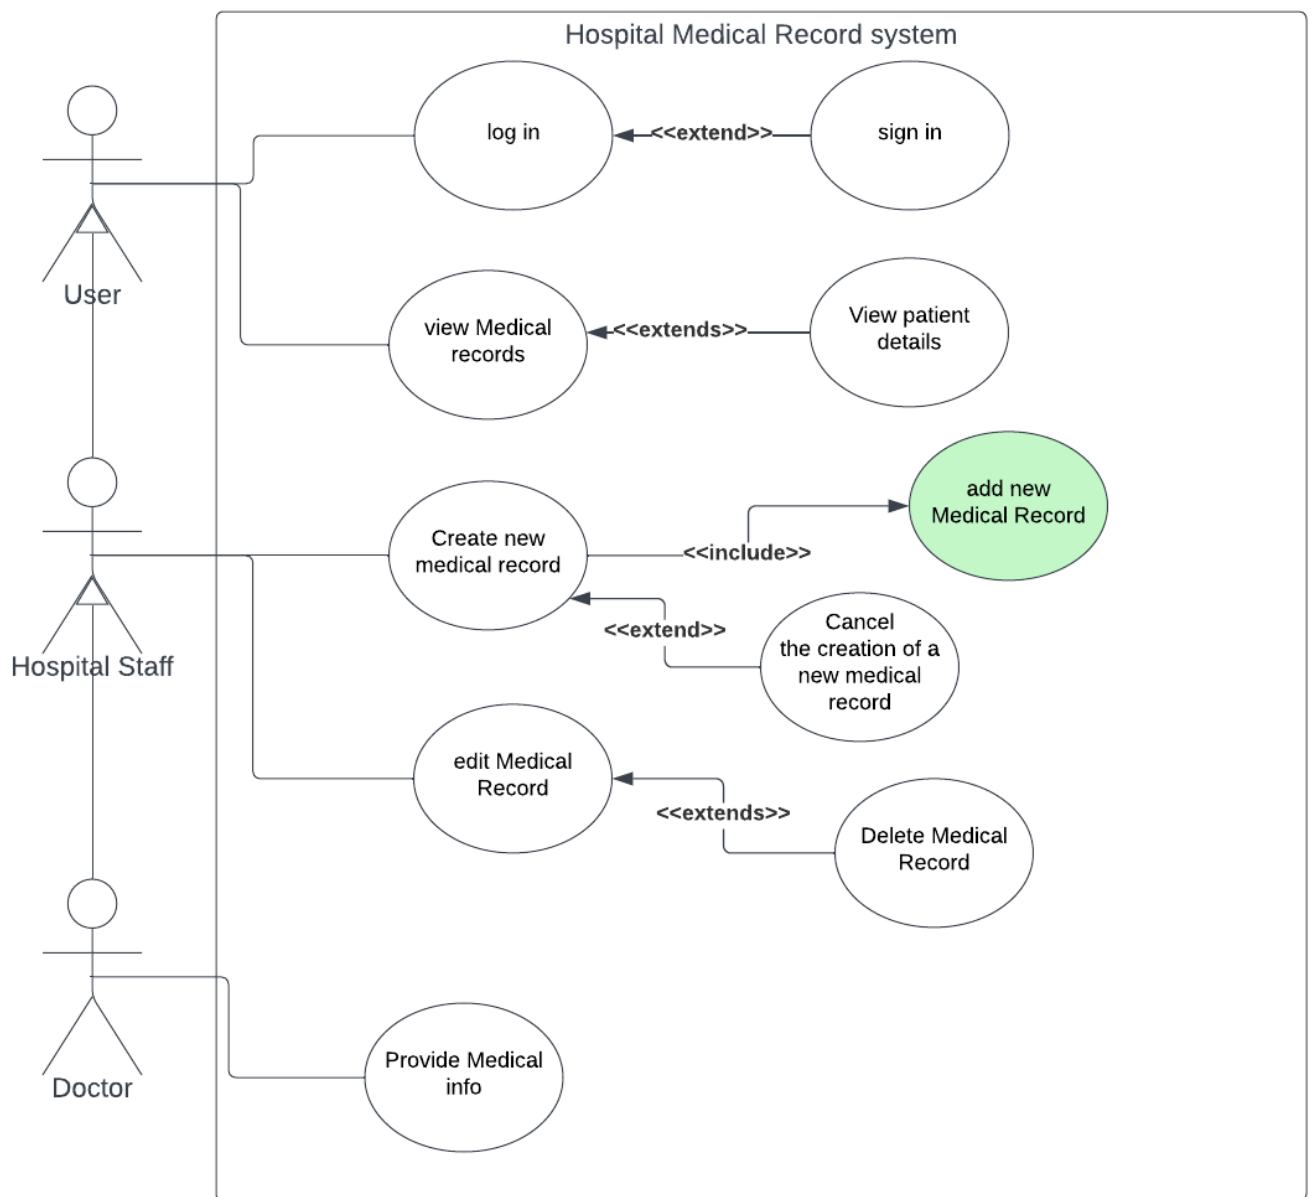 Hospital Medical Record system
log in
<<extend>>
sign in
User
view Medical
records
<<extends>>
View patient
details
Create new
medical record
<<include>>
add new
Medical Record
<<extend>>
Cancel
the creation of a
new medical
record
Hospital Staff
edit Medical
Record
<<extends>>
Delete Medical
Record
Doctor
Provide Medical
info